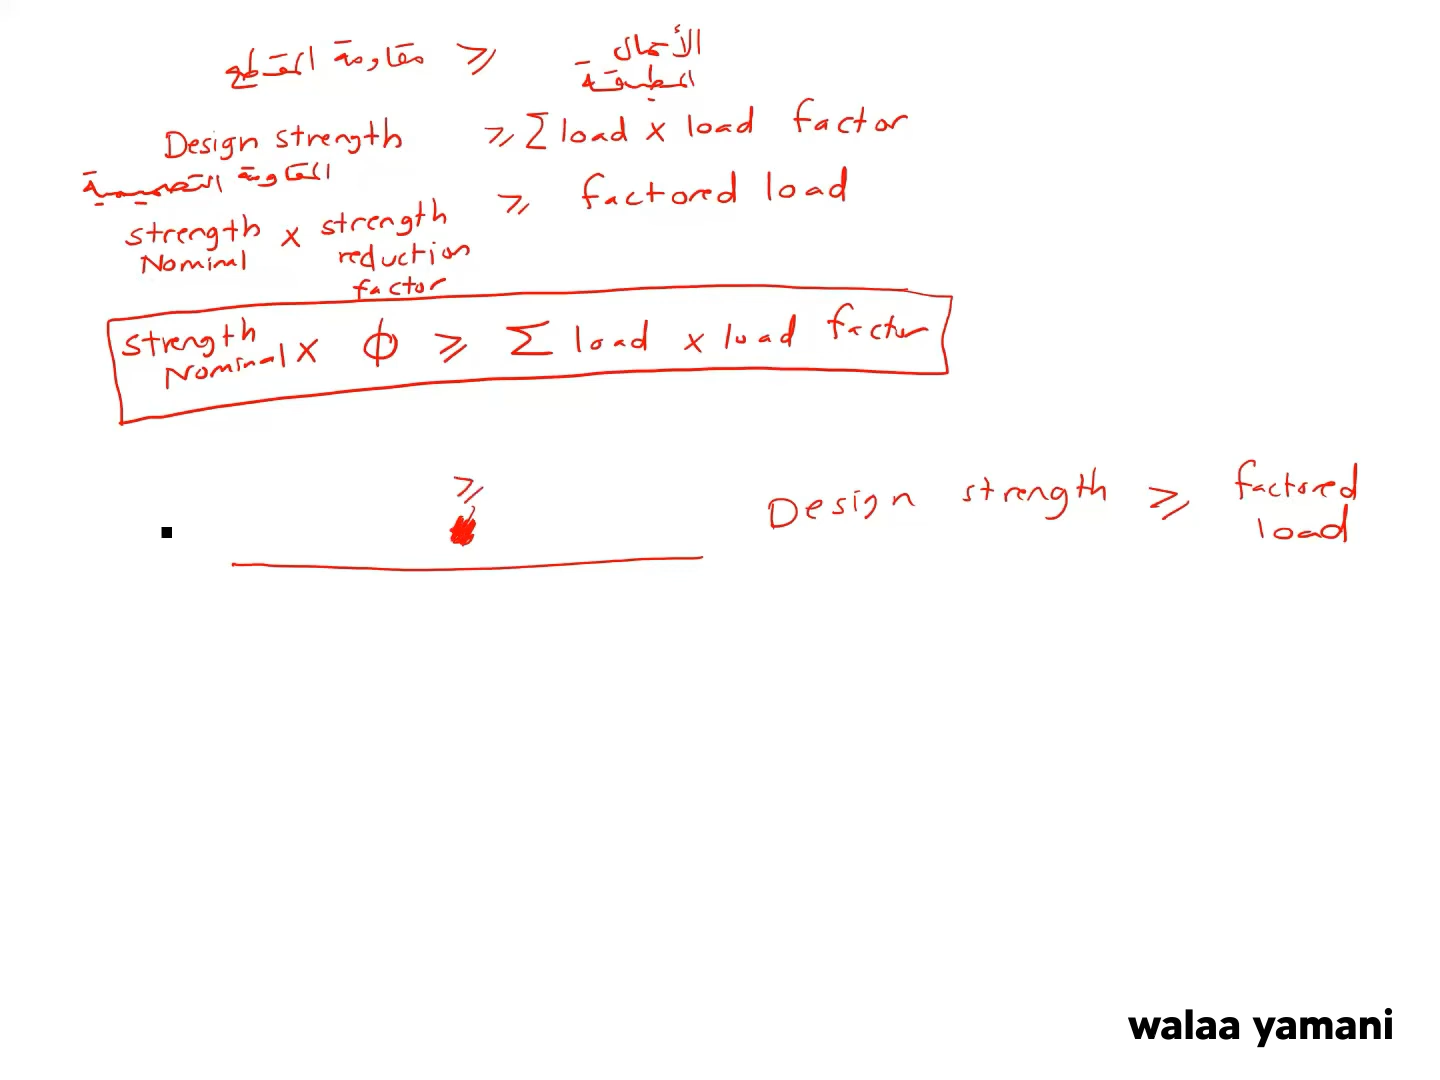 مقاومة المقطع ⩾ الأحمال المطبقة
Design strength ⩾ Σ load x load factor
المقاومة التصميمية
strength Nominal x strength reduction factor ⩾ factored load
strength Nominal x ϕ ⩾ Σ load x load factor
⩾
Design strength ⩾ factored load
walaa yamani